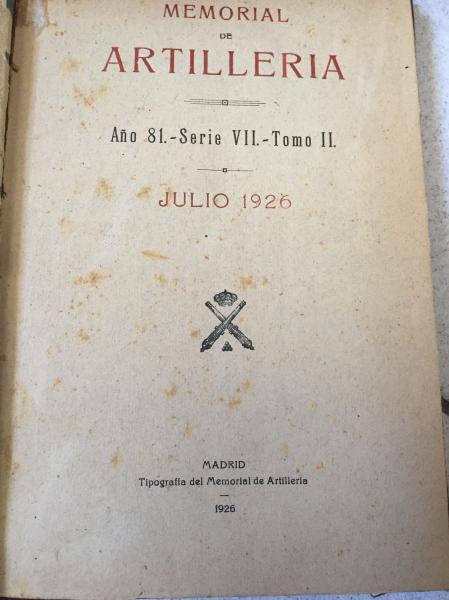 MEMORIAL
DE
ARTILLERIA
Año 81.-Serie VII.-Tomo II.
JULIO 1926
MADRID
Tipografía del Memorial de Artillería
1926